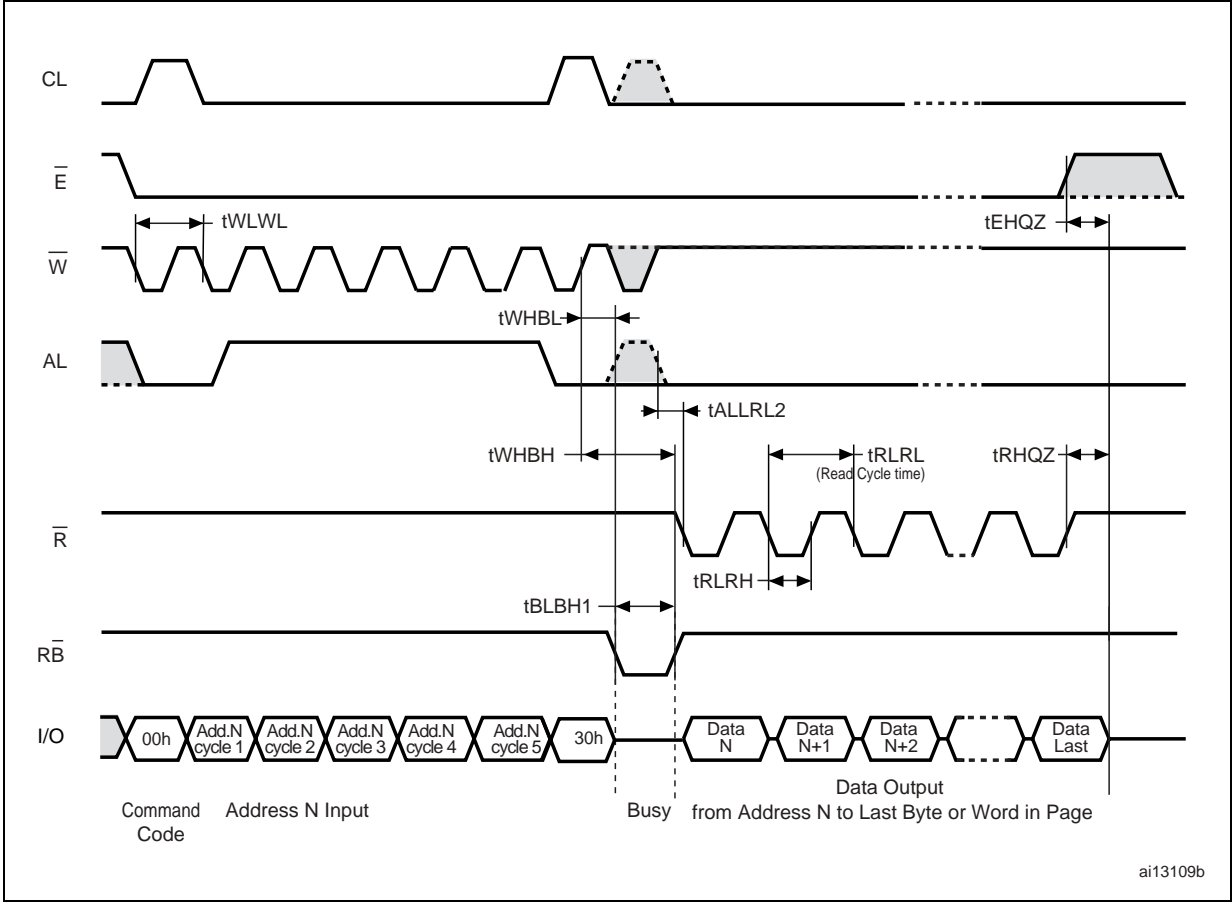 CL
E
tWLWL
tEHQZ
W
tWHBL
AL
tALLRL2
tWHBH
tRLRL
(Read Cycle time)
tRHQZ
R
tRLRH
tBLBH1
RB
I/O
00h
Add.N
cycle 1
Add.N
cycle 2
Add.N
cycle 3
Add.N
cycle 4
Add.N
cycle 5
30h
Data
N
Data
N+1
Data
N+2
Data
Last
Command
Code
Address N Input
Busy
Data Output
from Address N to Last Byte or Word in Page
ai13109b